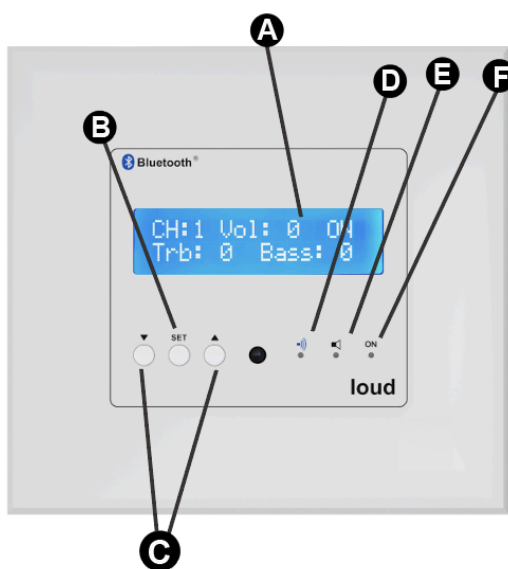 A
B
D
E
F
Bluetooth®
CH:1 Vol: 0 ON
Trb: 0 Bass: 0
▼ SET ▲
ON
loud
C